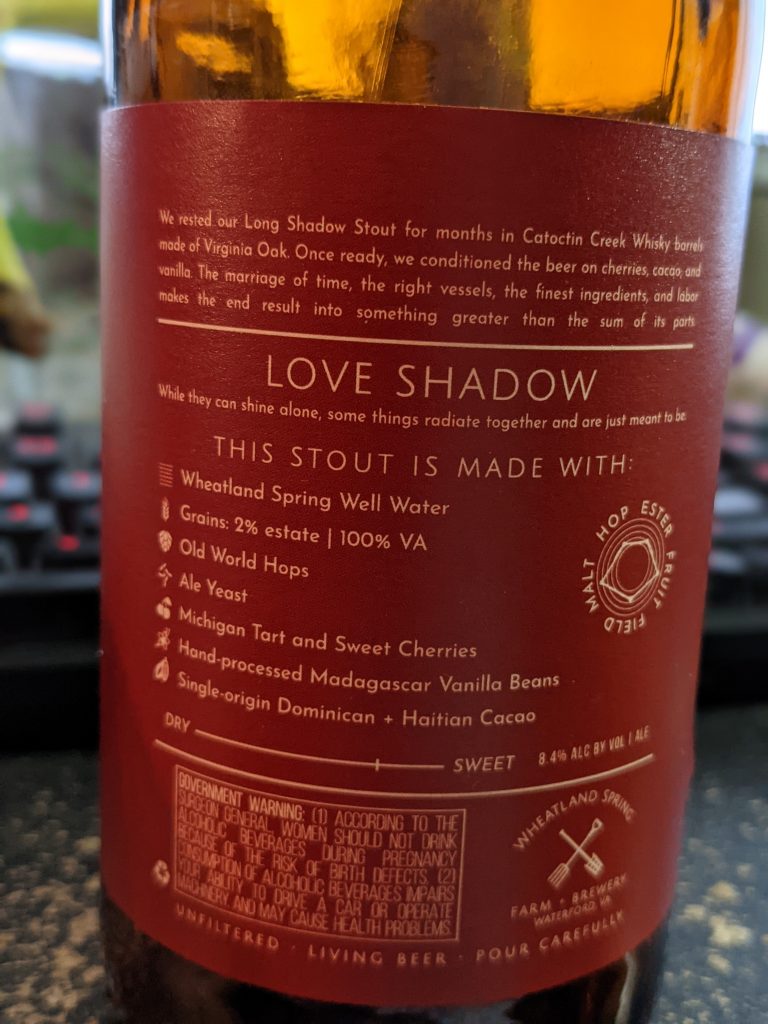 We rested our Long Shadow Stout for months in Catoctin Creek Whisky barrels
made of Virginia Oak. Once ready, we conditioned the beer on cherries, cacao, and
vanilla. The marriage of time, the right vessels, the finest ingredients, and labor
makes the end result into something greater than the sum of its parts.
LOVE SHADOW
While they can shine alone, some things radiate together and are just meant to be.
THIS STOUT IS MADE WITH:
Wheatland Spring Well Water
Grains: 2% estate | 100% VA
Old World Hops
Ale Yeast
Michigan Tart and Sweet Cherries
Hand-processed Madagascar Vanilla Beans
Single-origin Dominican + Haitian Cacao
MALT HOP ESTER FRUIT FIELD
DRY
SWEET
8.4% ALC BY VOL | ALE
GOVERNMENT WARNING: (1) ACCORDING TO THE
SURGEON GENERAL, WOMEN SHOULD NOT DRINK
ALCOHOLIC BEVERAGES DURING PREGNANCY
BECAUSE OF THE RISK OF BIRTH DEFECTS. (2)
CONSUMPTION OF ALCOHOLIC BEVERAGES IMPAIRS
YOUR ABILITY TO DRIVE A CAR OR OPERATE
MACHINERY AND MAY CAUSE HEALTH PROBLEMS.
WHEATLAND SPRING
FARM + BREWERY
WATERFORD, VA
UNFILTERED · LIVING BEER · POUR CAREFULLY